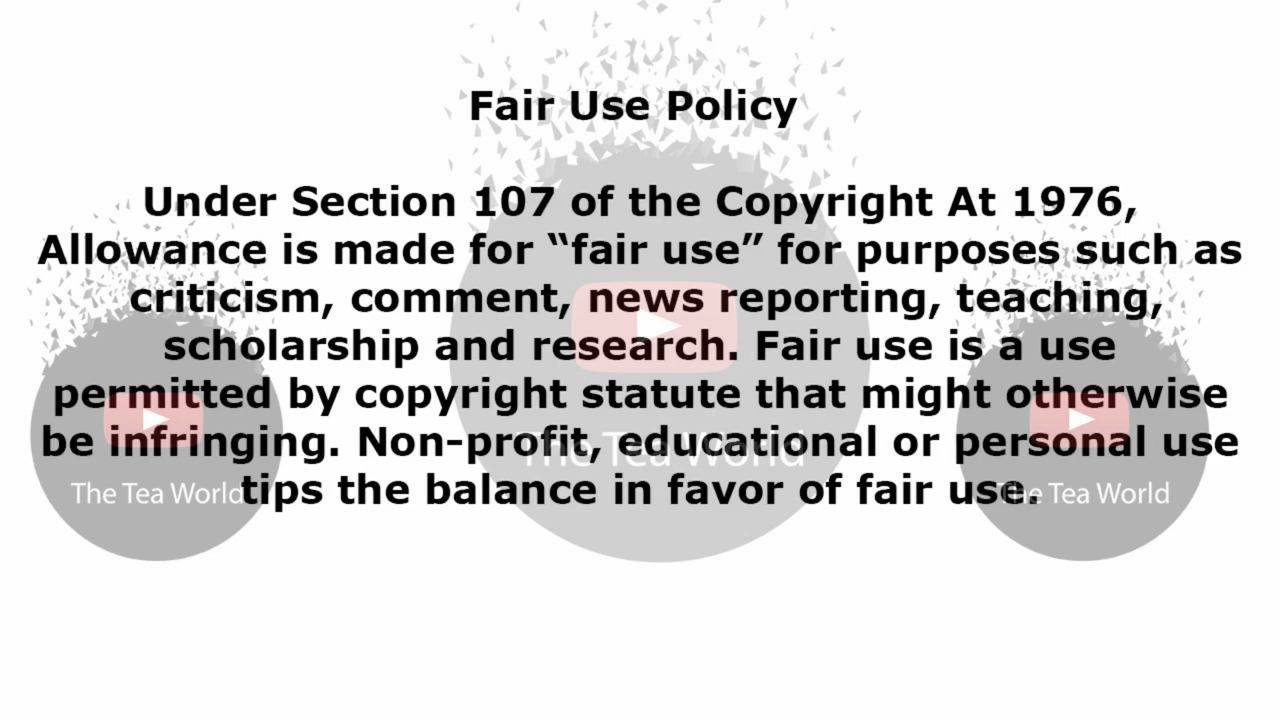 Fair Use Policy
Under Section 107 of the Copyright At 1976,
Allowance is made for “fair use” for purposes such as
criticism, comment, news reporting, teaching,
scholarship and research. Fair use is a use
permitted by copyright statute that might otherwise
be infringing. Non-profit, educational or personal use
tips the balance in favor of fair use.
The Tea World
The Tea World
The Tea World